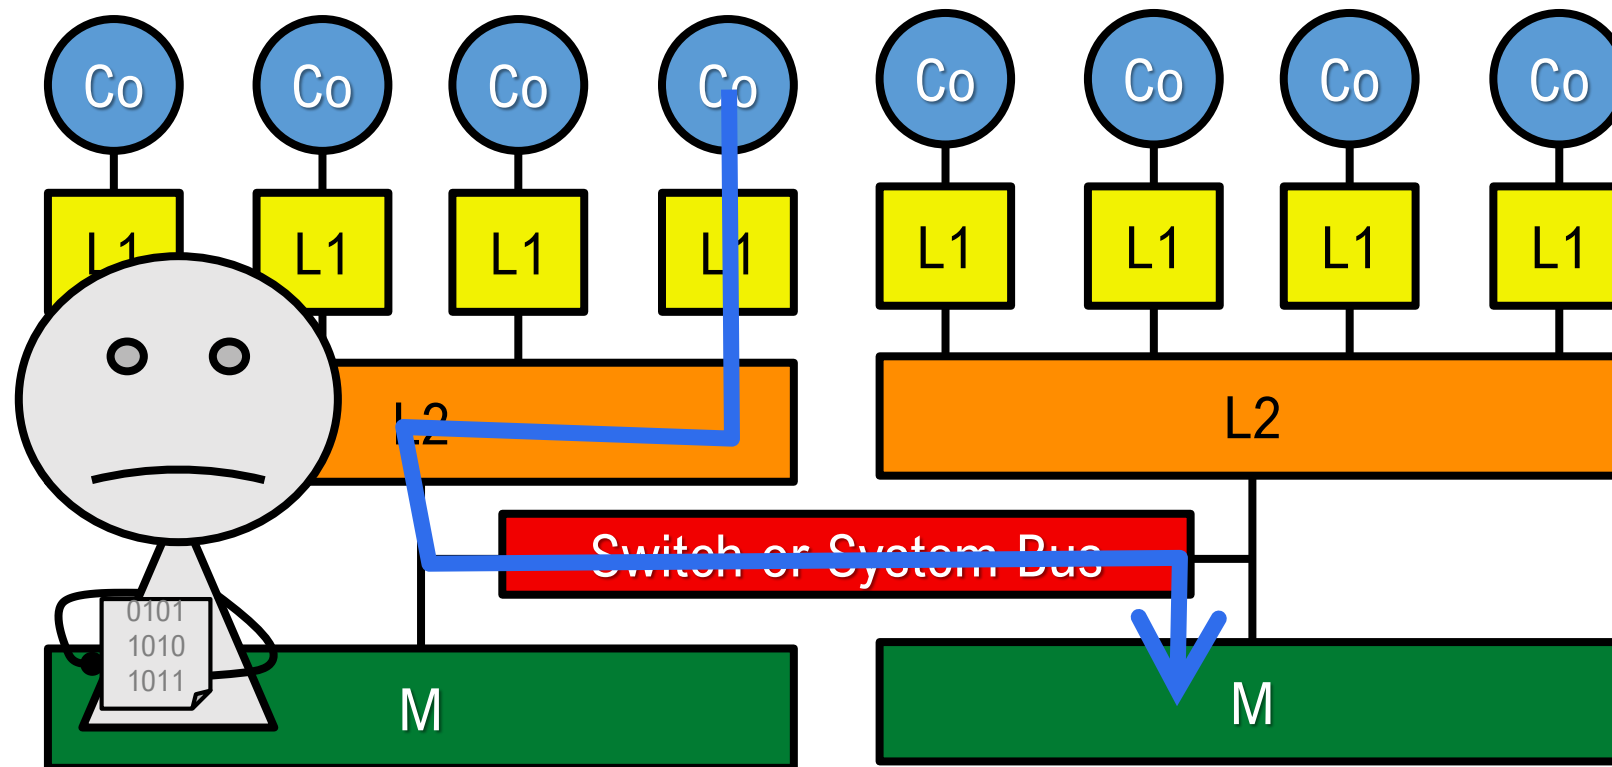 Co Co Co Co Co Co Co Co
L1 L1 L1 L1 L1 L1 L1 L1
L2 L2
Switch or System Bus
0101
1010
1011
M M